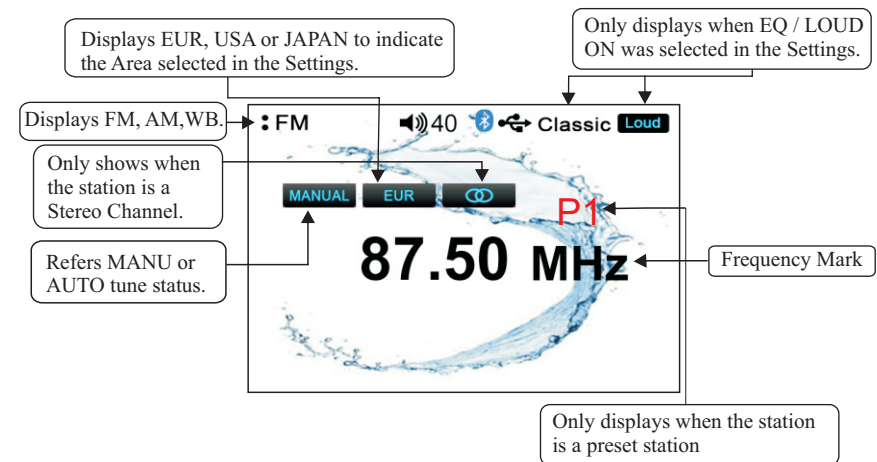 Displays EUR, USA or JAPAN to indicate
the Area selected in the Settings.
Only displays when EQ / LOUD
ON was selected in the Settings.
Displays FM, AM,WB.
: FM
40
Classic
Loud
Only shows when
the station is a
Stereo Channel.
MANUAL
EUR
P1
87.50 MHz
Frequency Mark
Refers MANU or
AUTO tune status.
Only displays when the station
is a preset station